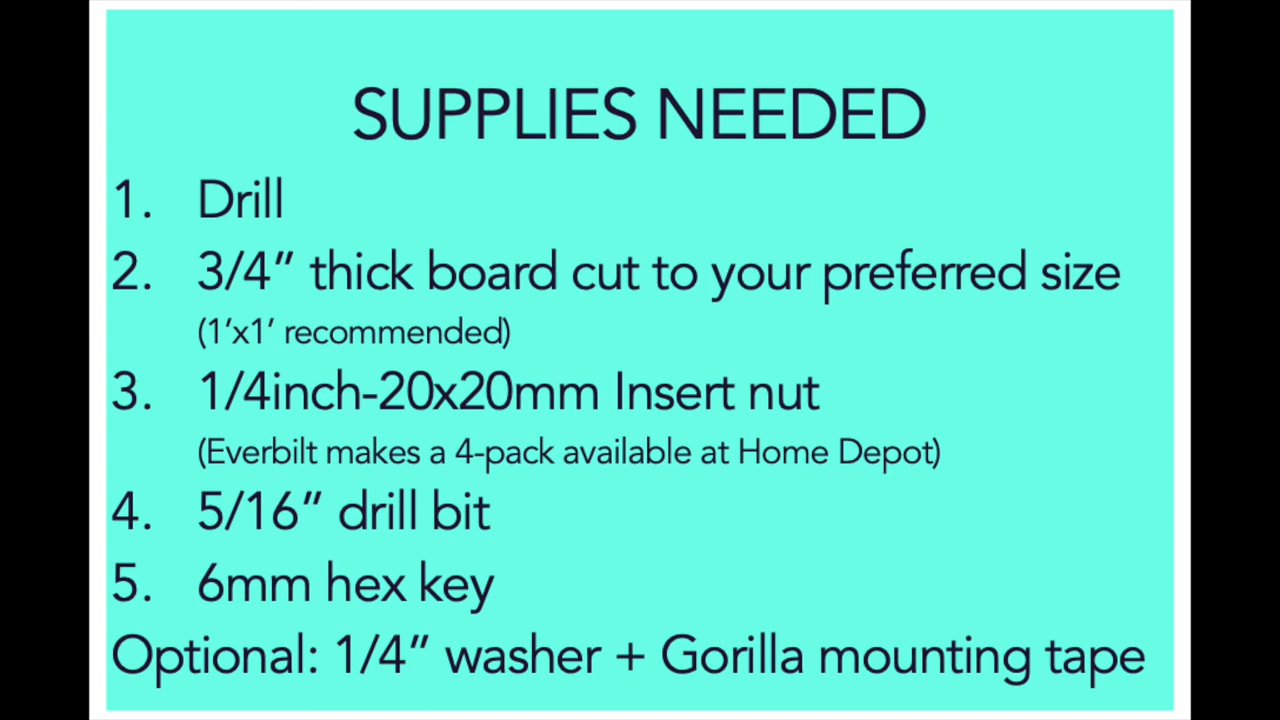 SUPPLIES NEEDED
1. Drill
2. 3/4” thick board cut to your preferred size
(1’x1’ recommended)
3. 1/4inch-20x20mm Insert nut
(Everbilt makes a 4-pack available at Home Depot)
4. 5/16” drill bit
5. 6mm hex key
Optional: 1/4” washer + Gorilla mounting tape